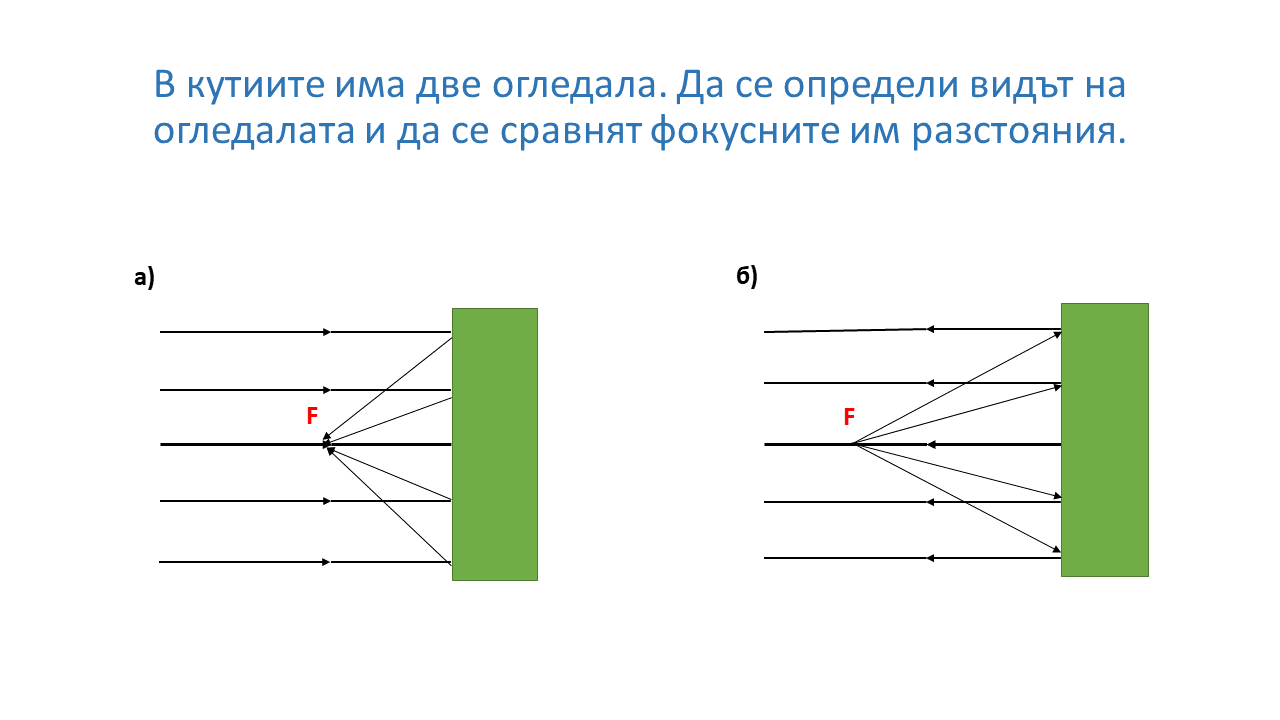 В кутиите има две огледала. Да се определи видът на
огледалата и да се сравнят фокусните им разстояния.
а)
б)
F
F